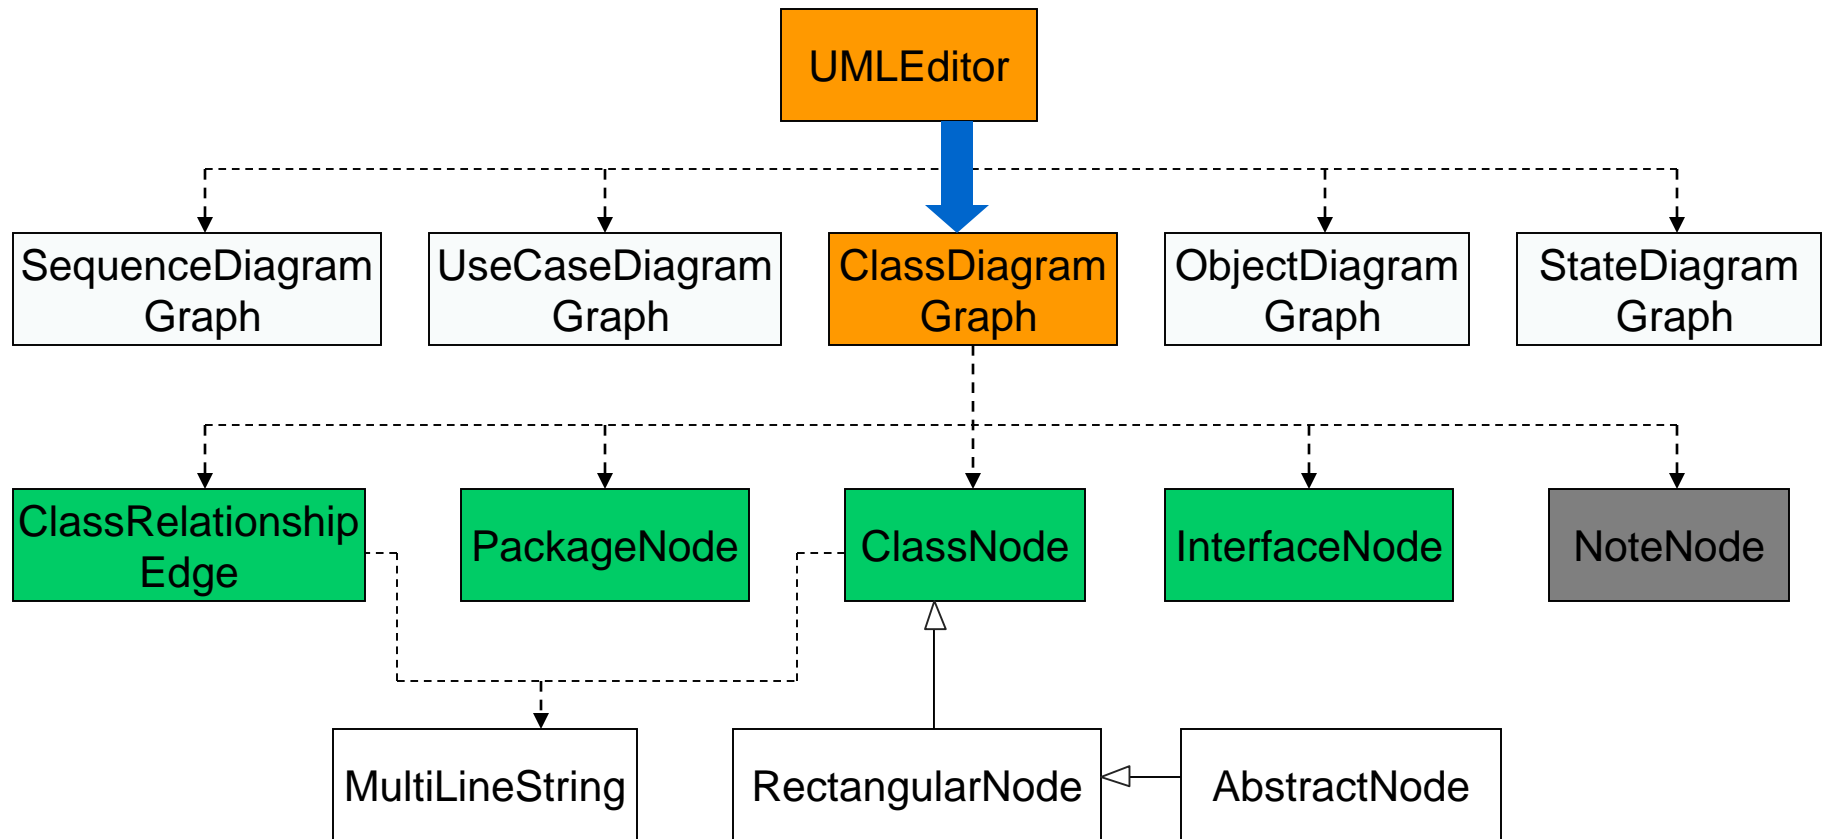 UMLEditor
SequenceDiagram
Graph
UseCaseDiagram
Graph
ClassDiagram
Graph
ObjectDiagram
Graph
StateDiagram
Graph
ClassRelationship
Edge
PackageNode
ClassNode
InterfaceNode
NoteNode
MultiLineString
RectangularNode
AbstractNode